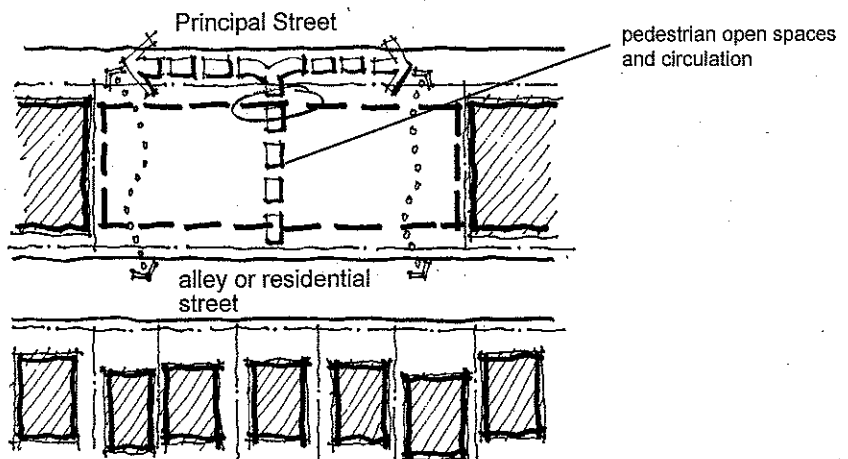 Principal Street
pedestrian open spaces
and circulation
alley or residential
street